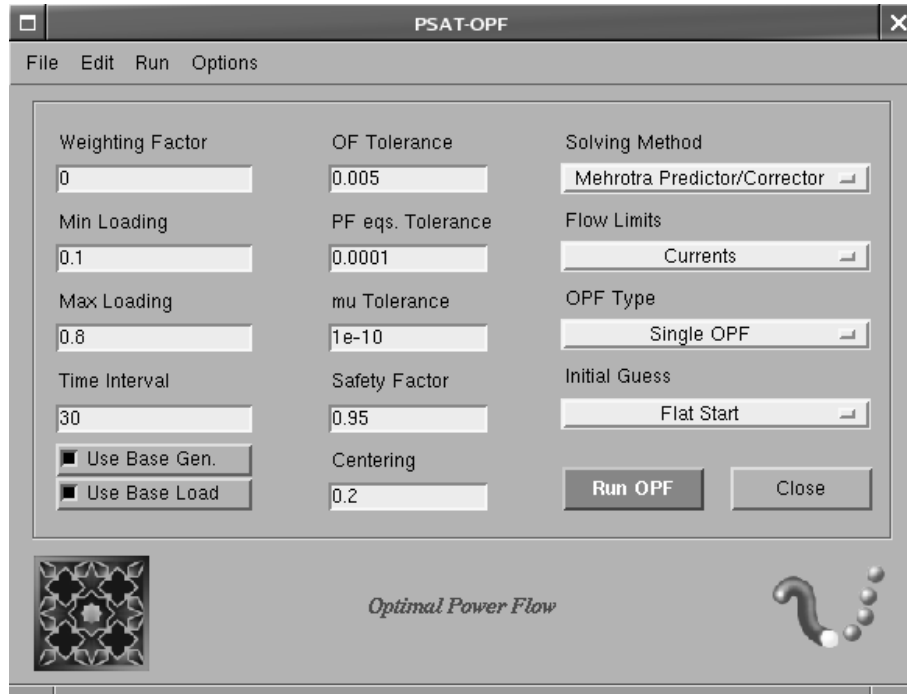 PSAT-OPF
File Edit Run Options
Weighting Factor
0
Min Loading
0.1
Max Loading
0.8
Time Interval
30
Use Base Gen.
Use Base Load
OF Tolerance
0.005
PF eqs. Tolerance
0.0001
mu Tolerance
1e-10
Safety Factor
0.95
Centering
0.2
Solving Method
Mehrotra Predictor/Corrector
Flow Limits
Currents
OPF Type
Single OPF
Initial Guess
Flat Start
Run OPF Close
Optimal Power Flow